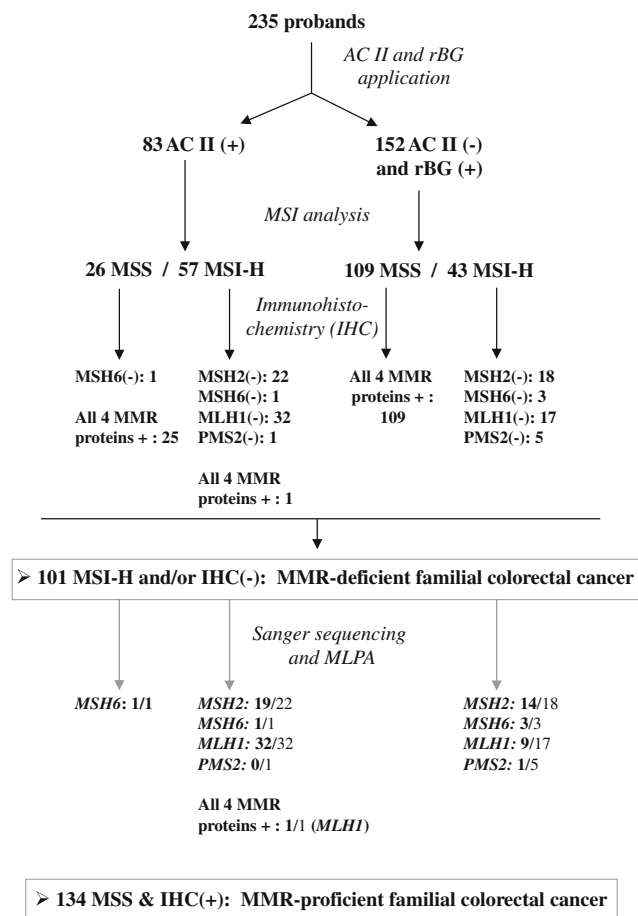 235 probands
AC II and rBG
application
83 AC II (+)
152 AC II (-)
and rBG (+)
MSI analysis
26 MSS / 57 MSI-H
109 MSS / 43 MSI-H
Immunohisto-
chemistry (IHC)
MSH6(-): 1
All 4 MMR
proteins + : 25
MSH2(-): 22
MSH6(-): 1
MLH1(-): 32
PMS2(-): 1
All 4 MMR
proteins + : 1
All 4 MMR
proteins + :
109
MSH2(-): 18
MSH6(-): 3
MLH1(-): 17
PMS2(-): 5
➢ 101 MSI-H and/or IHC(-): MMR-deficient familial colorectal cancer
Sanger sequencing
and MLPA
MSH6: 1/1
MSH2: 19/22
MSH6: 1/1
MLH1: 32/32
PMS2: 0/1
All 4 MMR
proteins + : 1/1 (MLH1)
MSH2: 14/18
MSH6: 3/3
MLH1: 9/17
PMS2: 1/5
➢ 134 MSS & IHC(+): MMR-proficient familial colorectal cancer